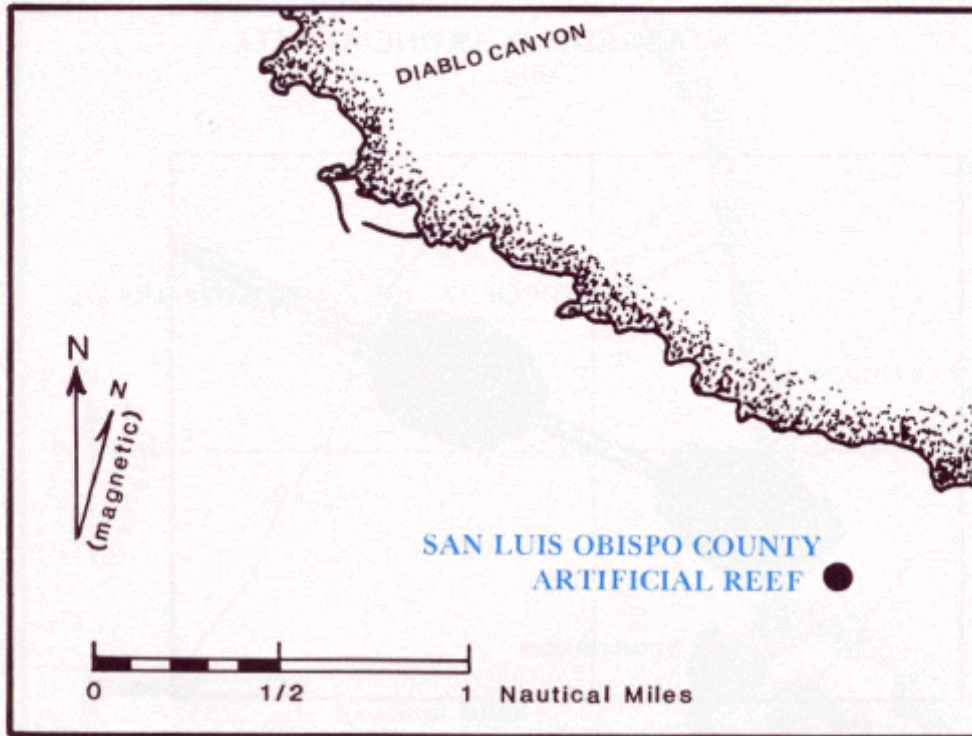 DIABLO CANYON
N
N
(magnetic)
SAN LUIS OBISPO COUNTY
ARTIFICIAL REEF
0 1/2 1 Nautical Miles